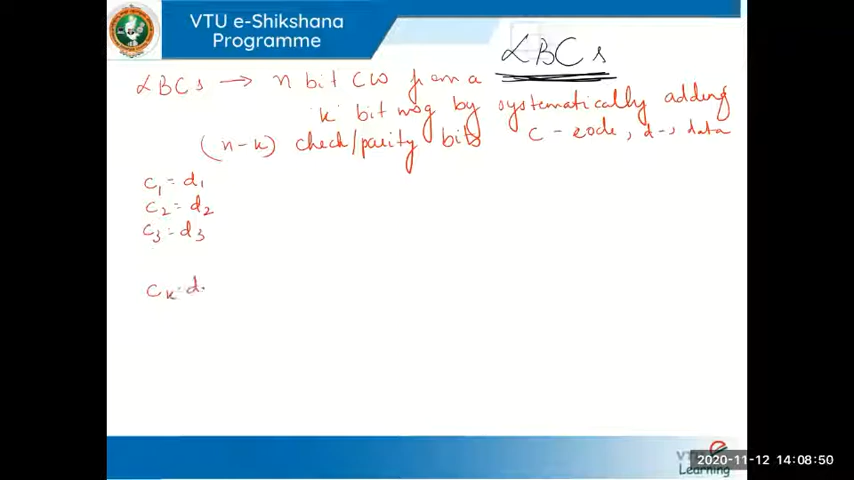 VTU e-Shikshana
Programme
LBCs
LBCs → n bit CW from a
'k' bit msg by systematically adding
(n-k) check/parity bits c - code, d → data
c₁ = d₁
c₂ = d₂
c₃ = d₃
cₖ = d
2020-11-12 14:08:50
Learning